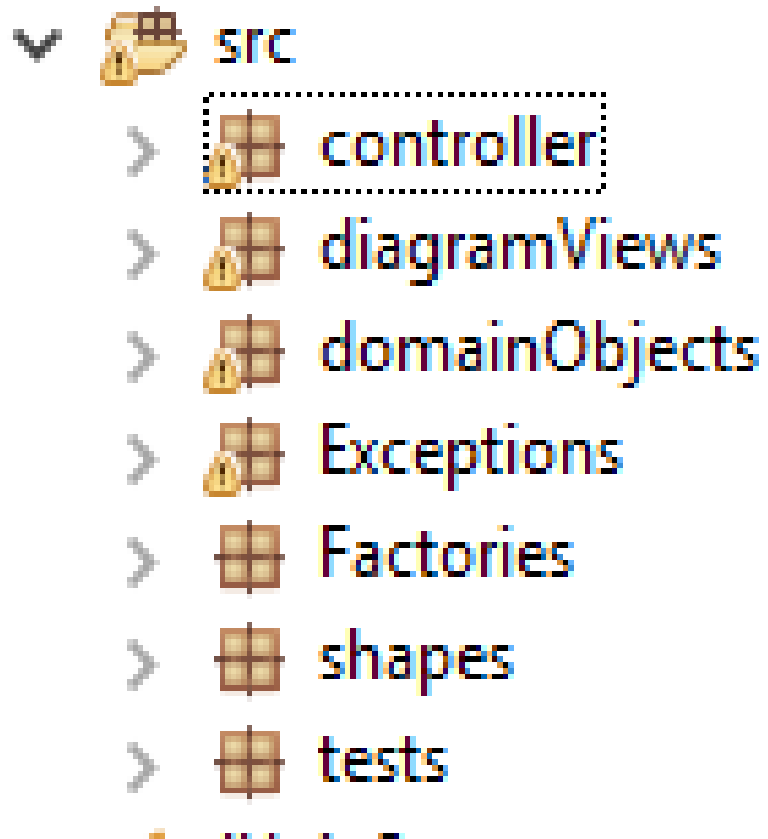 src
controller
diagramViews
domainObjects
Exceptions
Factories
shapes
tests